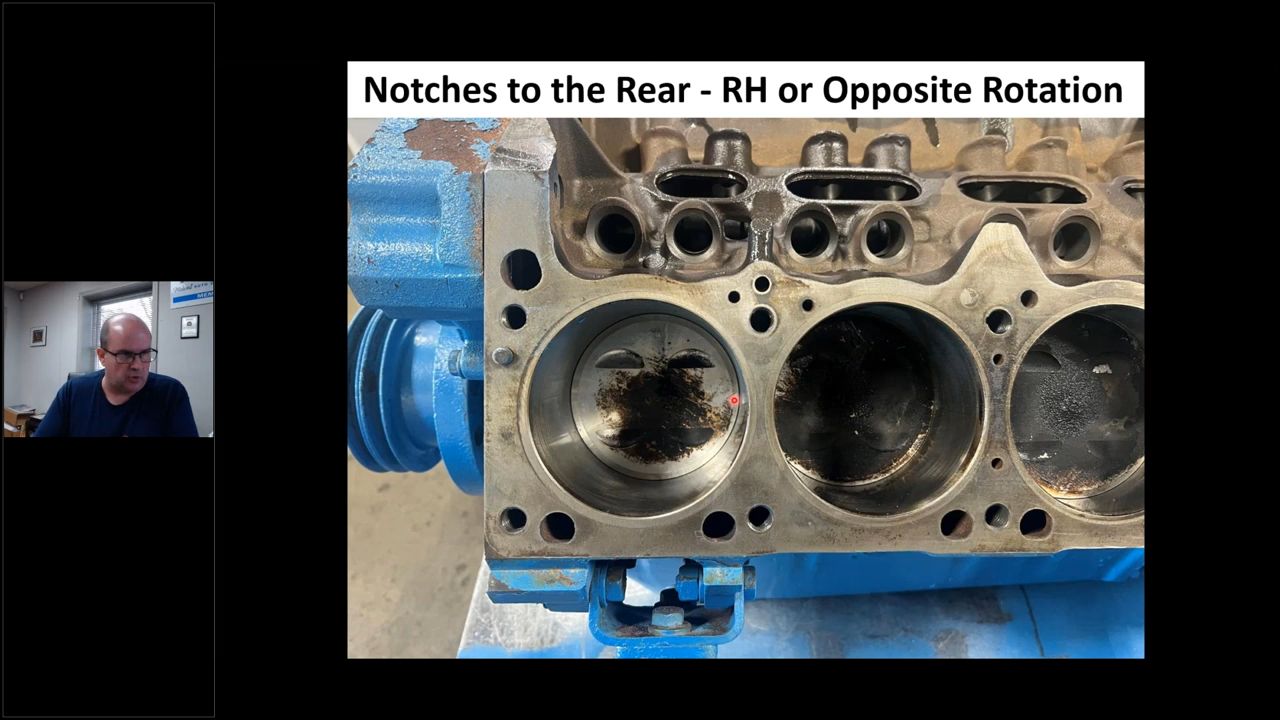 Notches to the Rear - RH or Opposite Rotation